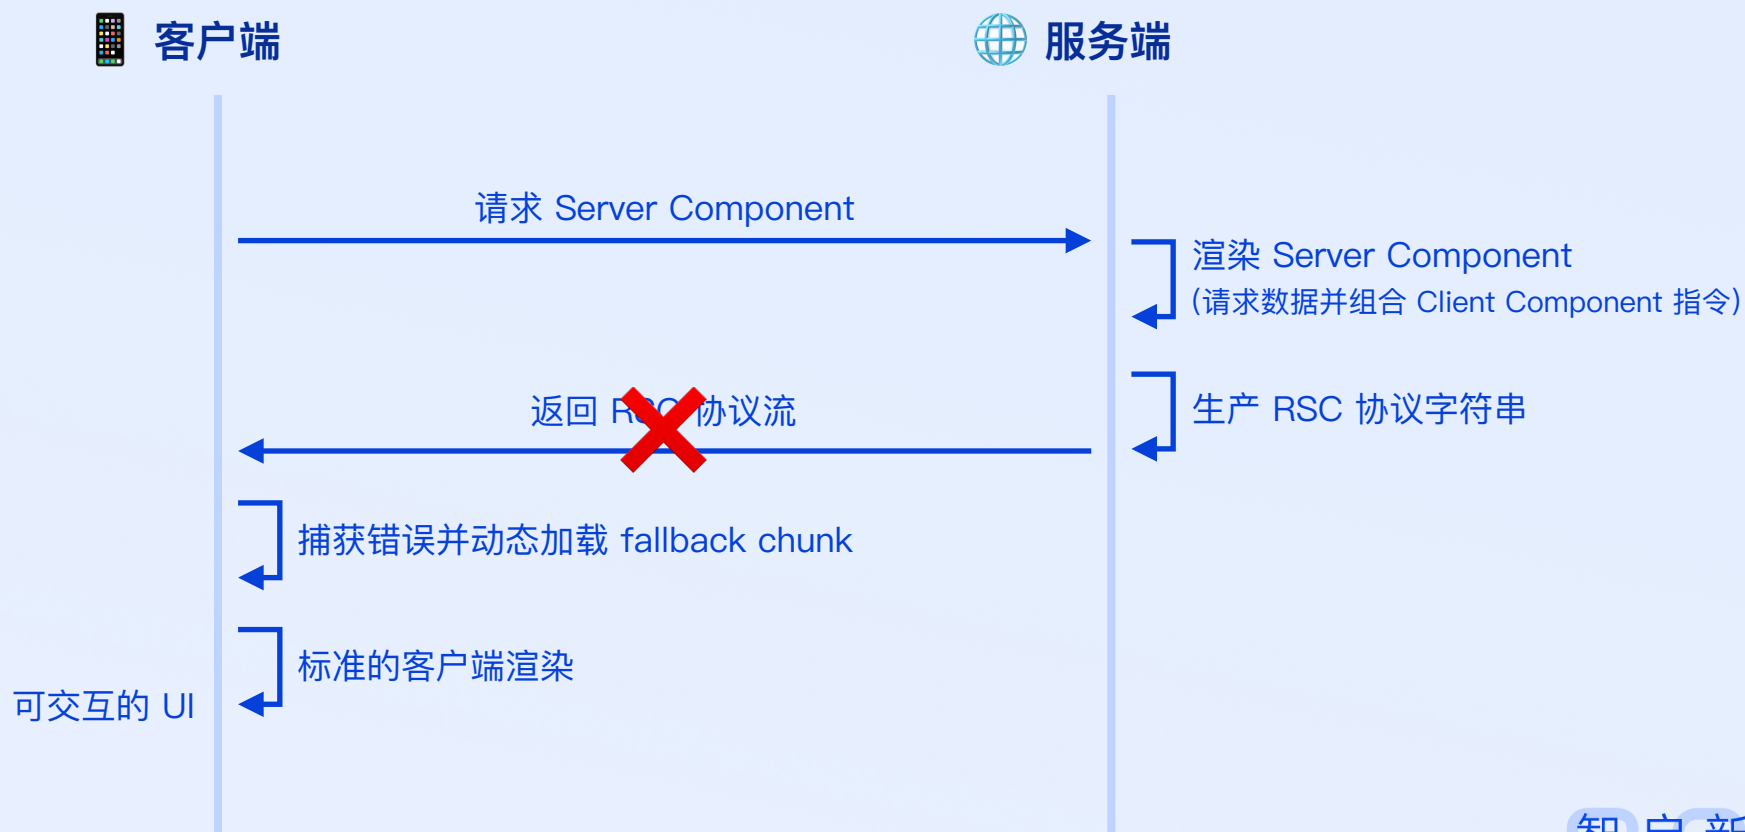 客户端
服务端
请求 Server Component
渲染 Server Component
(请求数据并组合 Client Component 指令)
返回 RSC 协议流
生产 RSC 协议字符串
捕获错误并动态加载 fallback chunk
标准的客户端渲染
可交互的 UI